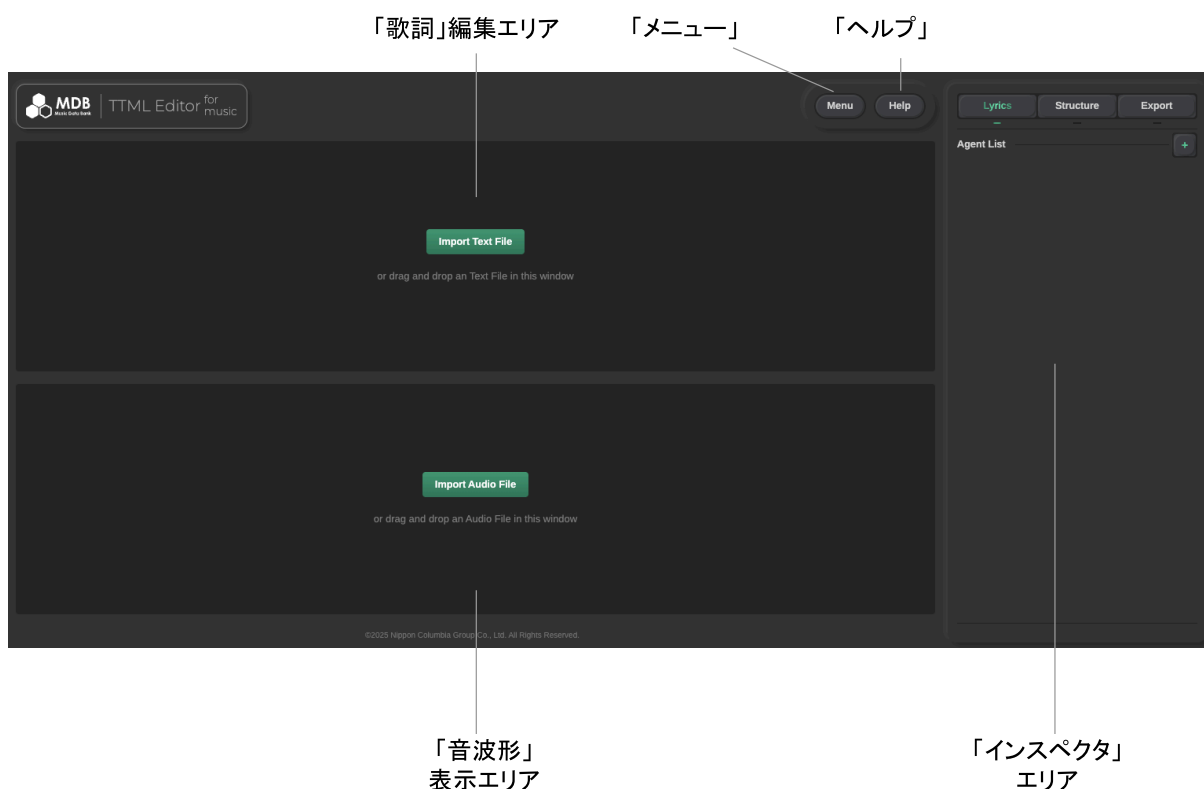 「歌詞」編集エリア
「メニュー」
「ヘルプ」
MDB
Music Data Bank
TTML Editor for music
Menu
Help
Lyrics
Structure
Export
Agent List
+
Import Text File
or drag and drop an Text File in this window
Import Audio File
or drag and drop an Audio File in this window
©2025 Nippon Columbia Group Co., Ltd. All Rights Reserved.
「音波形」
表示エリア
「インスペクタ」
エリア